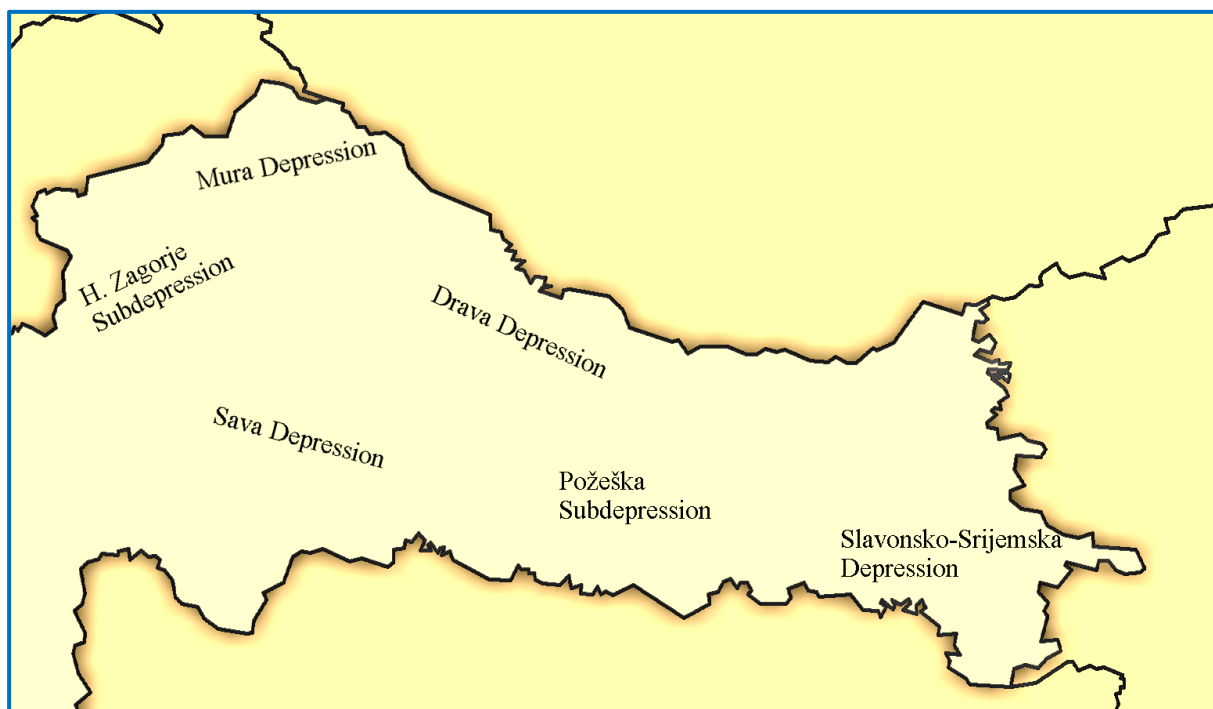 Mura Depression
H. Zagorje
Subdepression
Drava Depression
Sava Depression
Požeška
Subdepression
Slavonsko-Srijemska
Depression